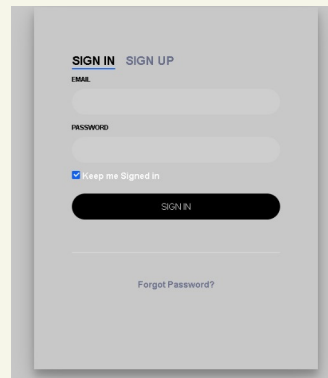 SIGN IN SIGN UP
EMAIL
PASSWORD
Keep me Signed in
SIGN IN
Forgot Password?